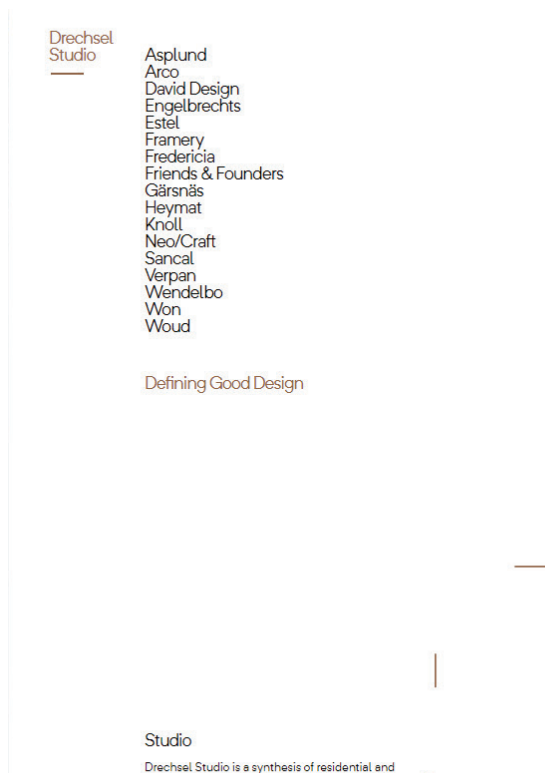 Drechsel
Studio
Asplund
Arco
David Design
Engelbrechts
Estel
Framery
Fredericia
Friends & Founders
Gärsnäs
Heymat
Knoll
Neo/Craft
Sancal
Verpan
Wendelbo
Won
Woud
Defining Good Design
Studio
Drechsel Studio is a synthesis of residential and